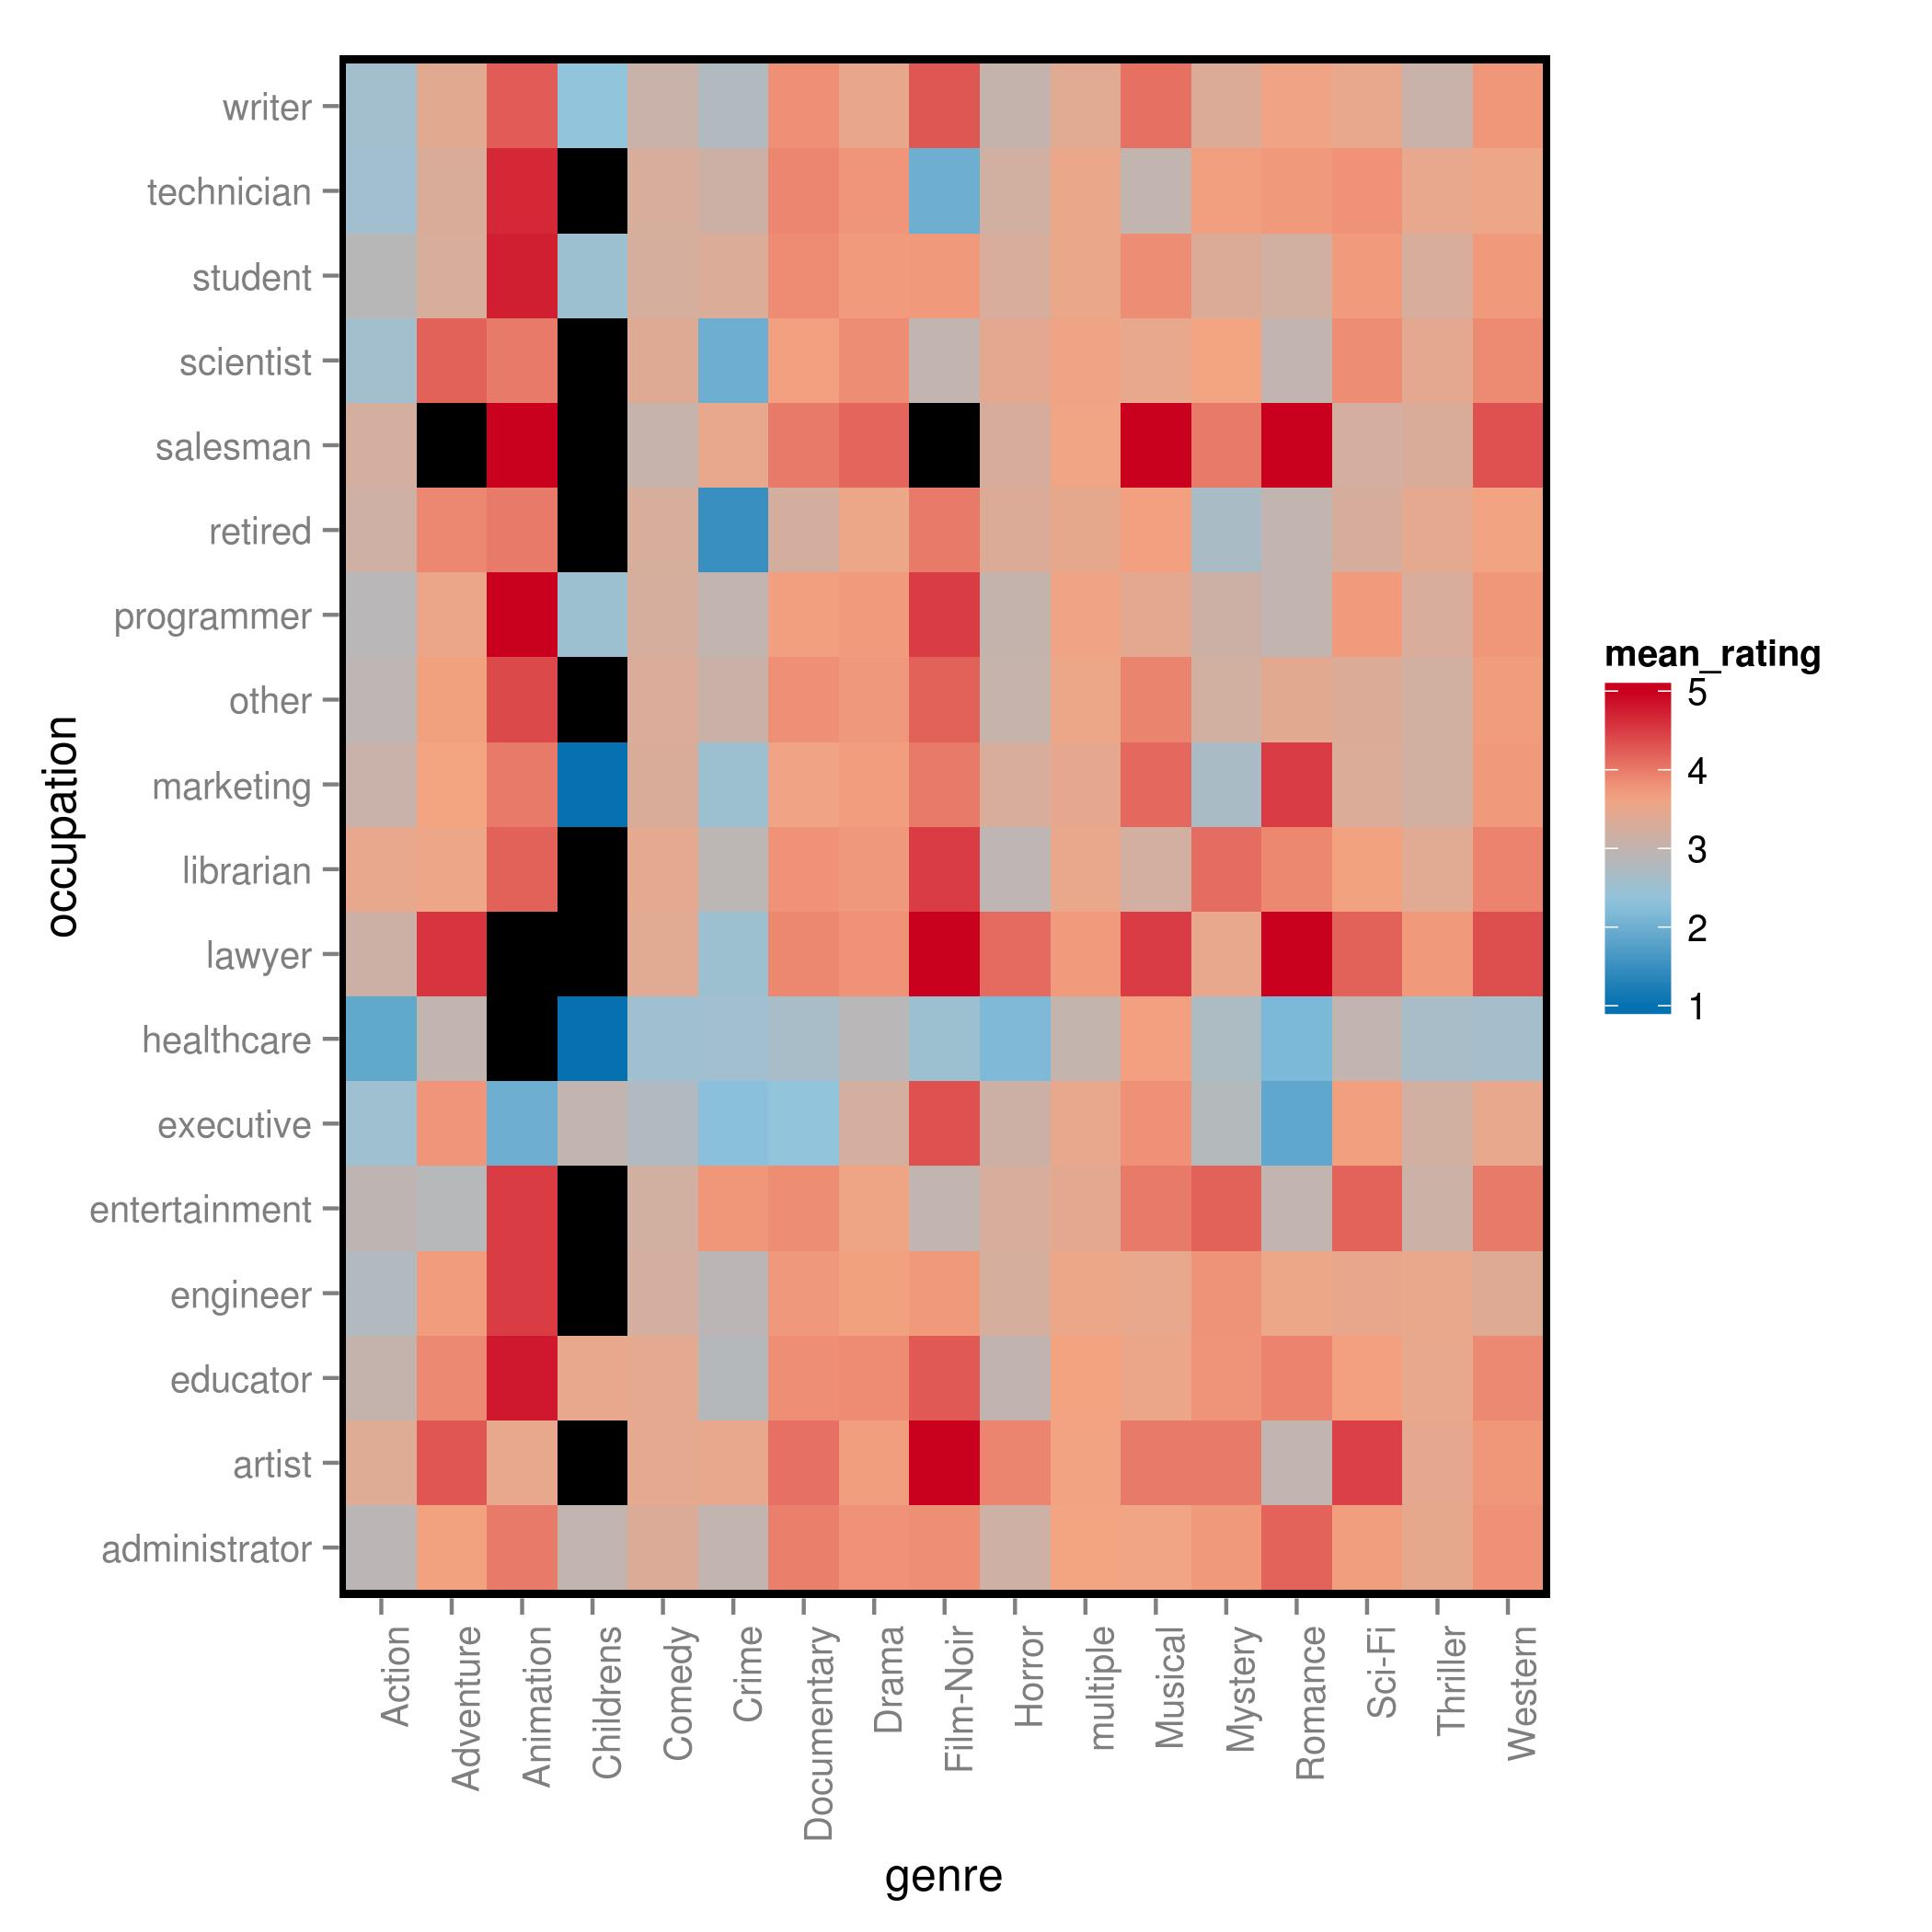 writer
technician
student
scientist
salesman
retired
programmer
other
marketing
librarian
lawyer
healthcare
executive
entertainment
engineer
educator
artist
administrator
occupation
mean_rating
5
4
3
2
1
Action
Adventure
Animation
Childrens
Comedy
Crime
Documentary
Drama
Film-Noir
Horror
multiple
Musical
Mystery
Romance
Sci-Fi
Thriller
Western
genre